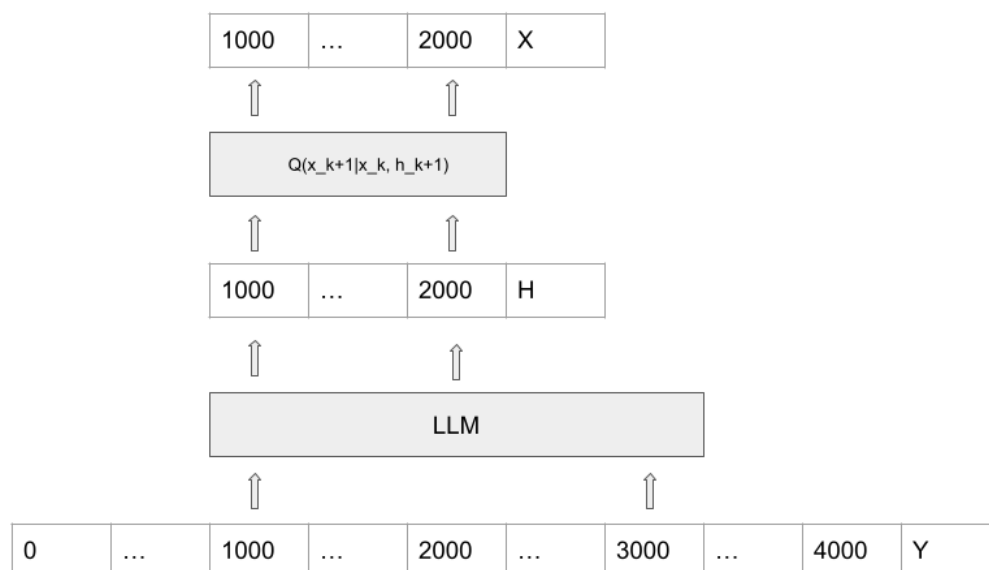 1000 … 2000 X
Q(x_k+1|x_k, h_k+1)
1000 … 2000 H
LLM
0 … 1000 … 2000 … 3000 … 4000 Y